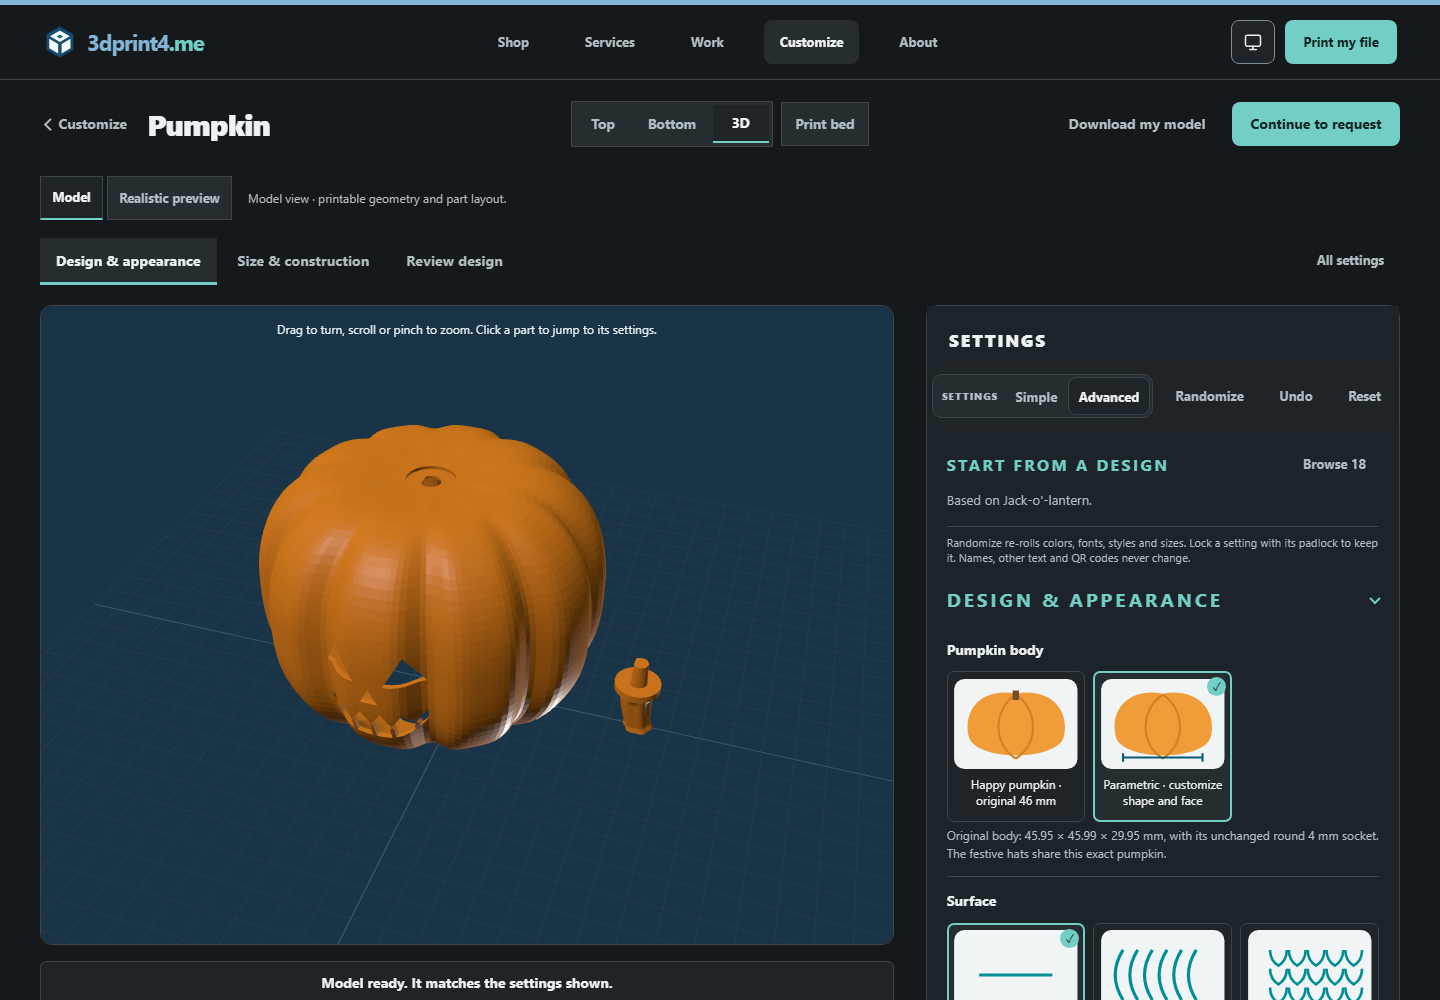 3dprint4.me
Shop
Services
Work
Customize
About
Print my file
Customize
Pumpkin
Top
Bottom
3D
Print bed
Download my model
Continue to request
Model
Realistic preview
Model view · printable geometry and part layout.
Design & appearance
Size & construction
Review design
All settings
Drag to turn, scroll or pinch to zoom. Click a part to jump to its settings.
Model ready. It matches the settings shown.
SETTINGS
SETTINGS
Simple
Advanced
Randomize
Undo
Reset
START FROM A DESIGN
Browse 18
Based on Jack-o'-lantern.
Randomize re-rolls colors, fonts, styles and sizes. Lock a setting with its padlock to keep
it. Names, other text and QR codes never change.
DESIGN & APPEARANCE
Pumpkin body
Happy pumpkin ·
original 46 mm
Parametric · customize
shape and face
Original body: 45.95 × 45.99 × 29.95 mm, with its unchanged round 4 mm socket.
The festive hats share this exact pumpkin.
Surface